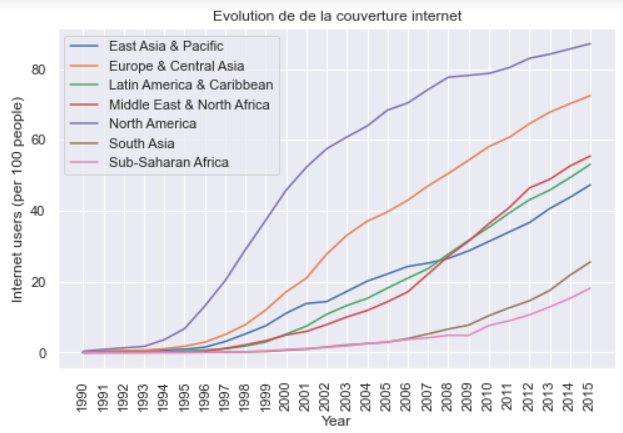 Evolution de de la couverture internet
East Asia & Pacific
Europe & Central Asia
Latin America & Caribbean
Middle East & North Africa
North America
South Asia
Sub-Saharan Africa
Internet users (per 100 people)
80
60
40
20
0
1990 1991 1992 1993 1994 1995 1996 1997 1998 1999 2000 2001 2002 2003 2004 2005 2006 2007 2008 2009 2010 2011 2012 2013 2014 2015
Year